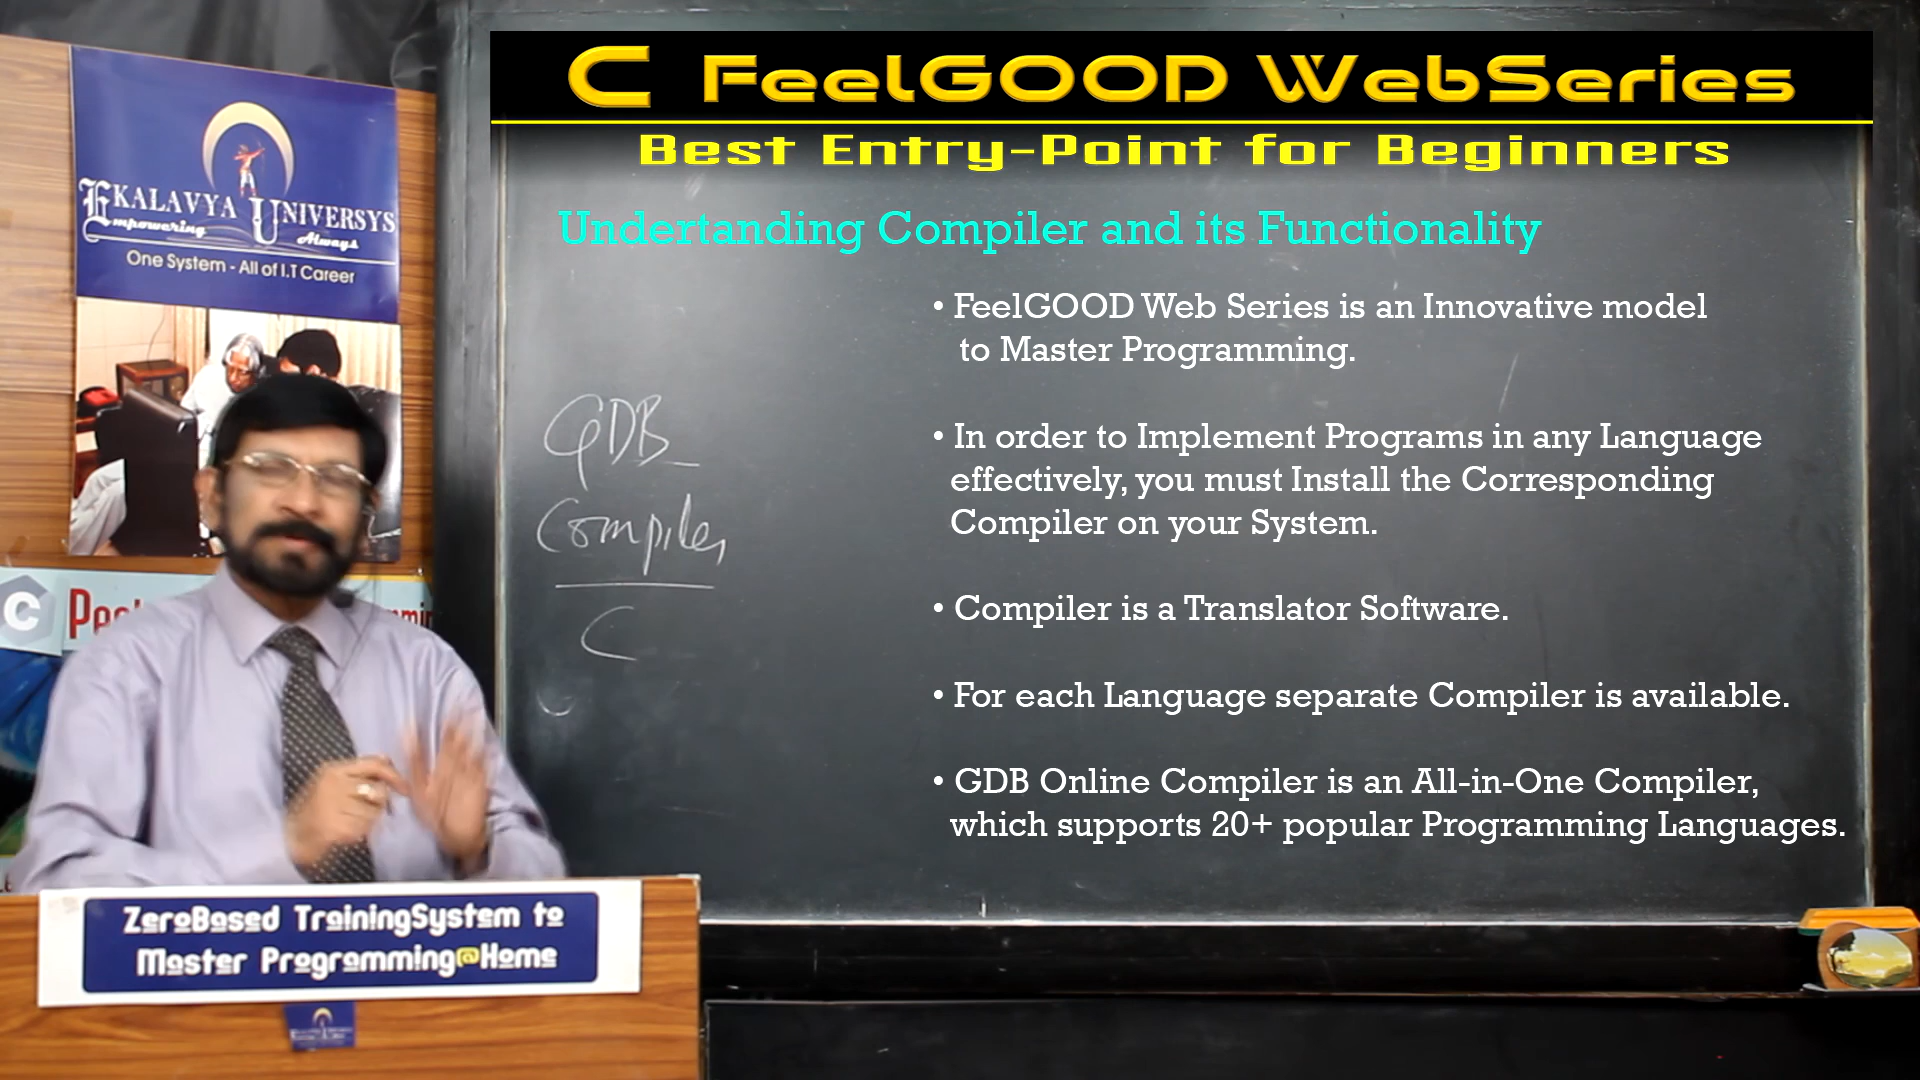 C FeelGOOD WebSeries
Best Entry-Point for Beginners
Undertanding Compiler and its Functionality
• FeelGOOD Web Series is an Innovative model
to Master Programming.
• In order to Implement Programs in any Language
effectively, you must Install the Corresponding
Compiler on your System.
• Compiler is a Translator Software.
• For each Language separate Compiler is available.
• GDB Online Compiler is an All-in-One Compiler,
which supports 20+ popular Programming Languages.
GDB
Compiler
C
EKALAVYA UNIVERSYS
Empowering Always
One System - All of I.T Career
C
ZeroBased TrainingSystem to
Master Programming@Home